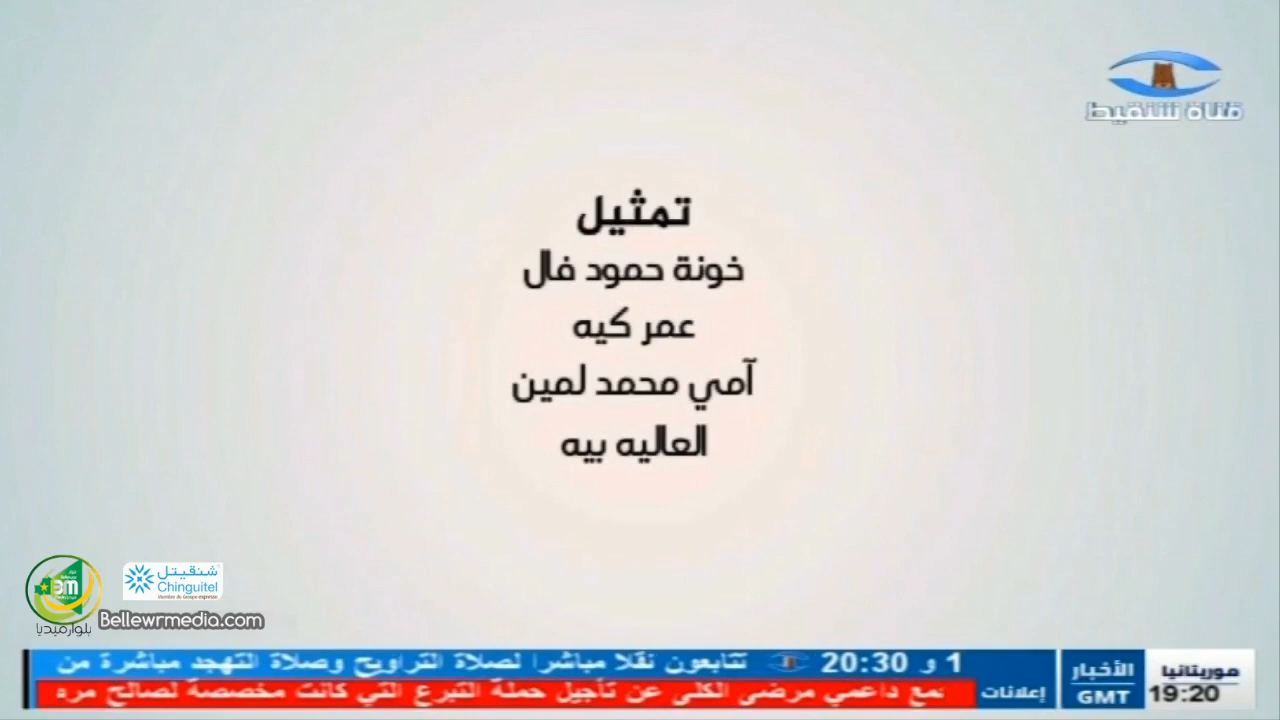 قناة شنقيط
تمثيل
خونة حمود فال
عمر كيه
آمي محمد لمين
العاليه بيه
شنقيتل
Chinguitel
BM
Bellewrmedia.com
بلوارميديا
1 و 20:30 تتابعون نقلا مباشرا لصلاة التراويح وصلاة التهجد مباشرة من
الأخبار
موريتانيا
إعلانات
داعمي مرضى الكلى عن تأجيل حملة التبرع التي كانت مخصصة لصالح
GMT
19:20